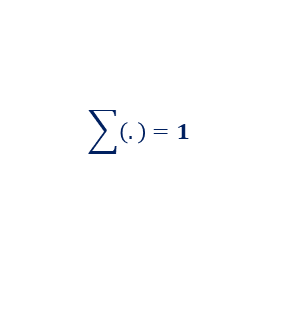 ∑(. ) = 1